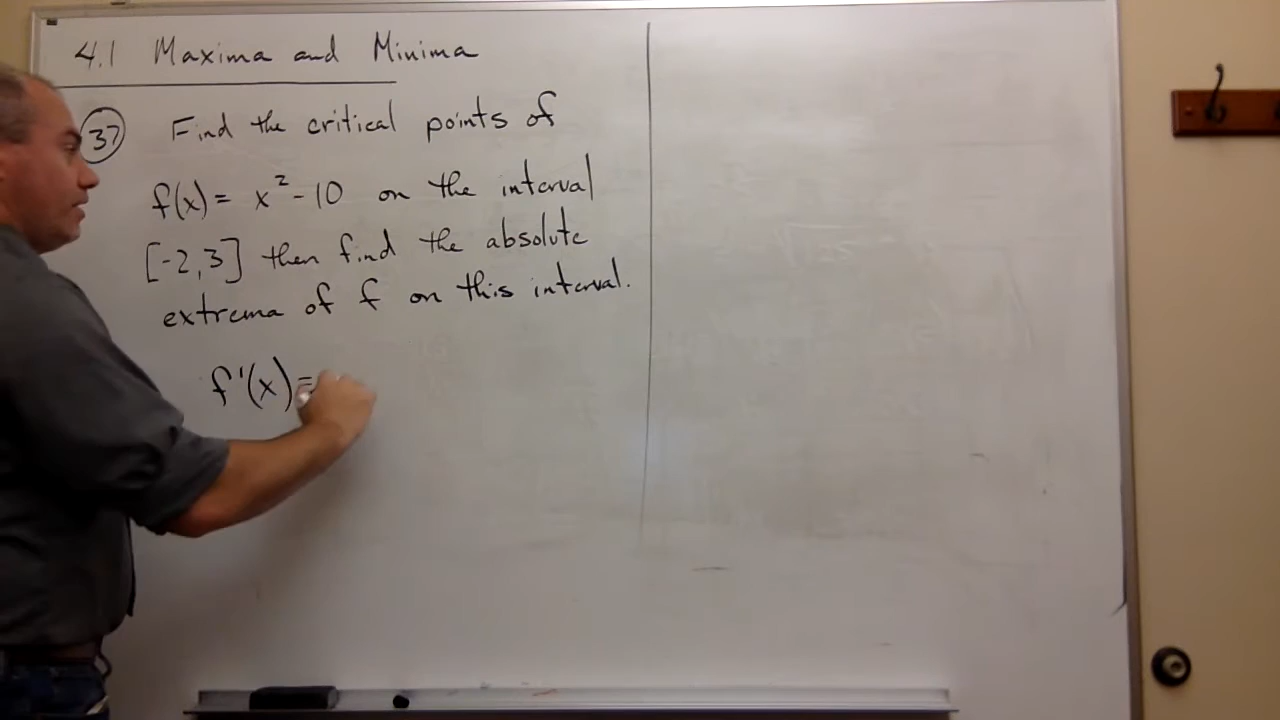 4.1 Maxima and Minima
37 Find the critical points of
f(x) = x² - 10 on the interval
[-2, 3] then find the absolute
extrema of f on this interval.
f'(x) =